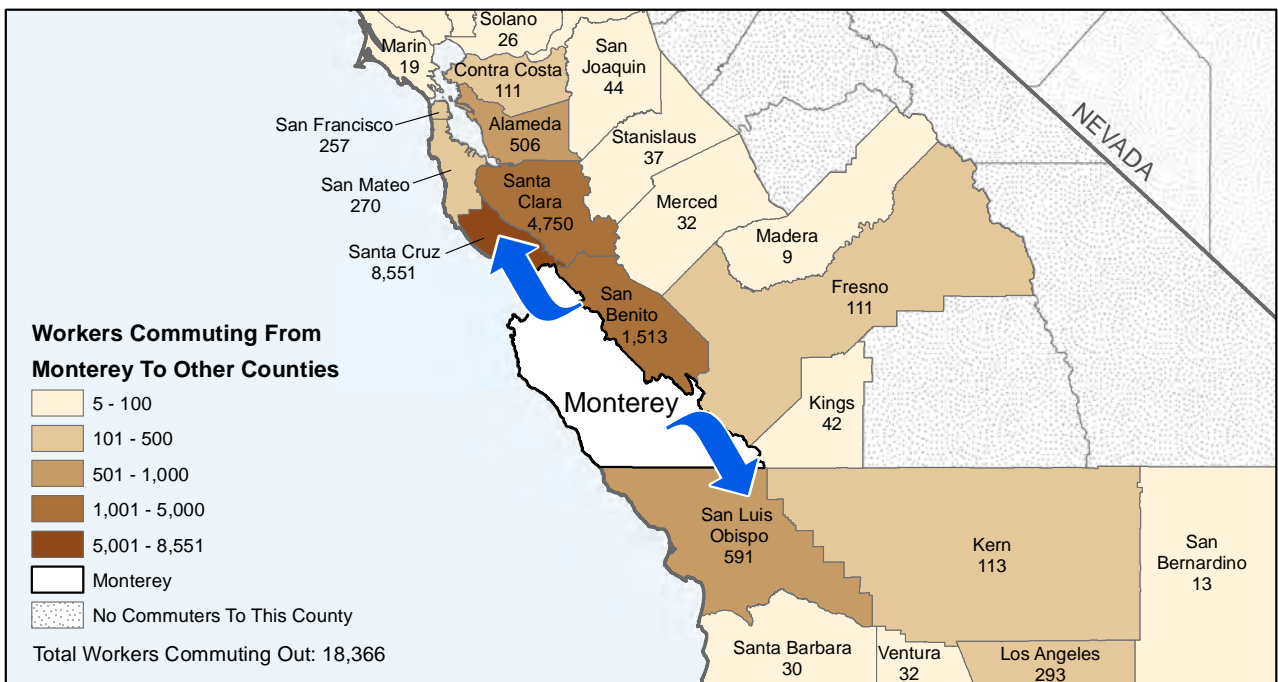 Solano
26
Marin
19
San
Joaquin
44
Contra Costa
111
San Francisco
257
Alameda
506
Stanislaus
37
NEVADA
San Mateo
270
Santa
Clara
4,750
Merced
32
Madera
9
Santa Cruz
8,551
Fresno
111
San
Benito
1,513
Workers Commuting From
Monterey To Other Counties
5 - 100
101 - 500
501 - 1,000
1,001 - 5,000
5,001 - 8,551
Monterey
No Commuters To This County
Total Workers Commuting Out: 18,366
Monterey
Kings
42
San Luis
Obispo
591
Kern
113
San
Bernardino
13
Santa Barbara
30
Ventura
32
Los Angeles
293